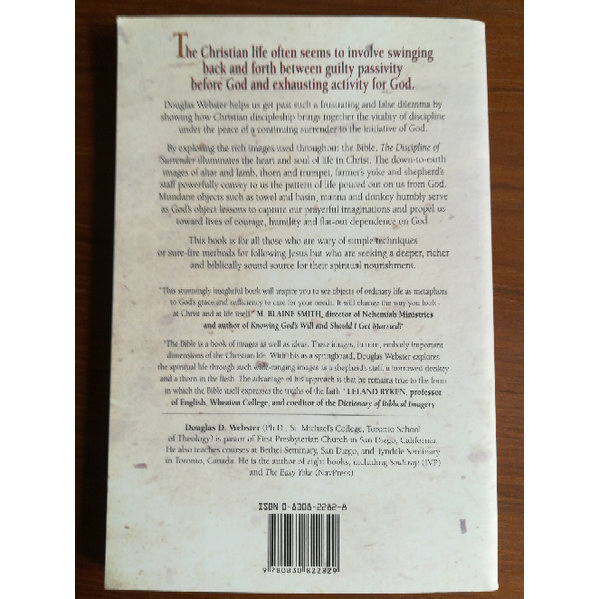 The Christian life often seems to involve swinging
back and forth between guilty passivity
before God and exhausting activity for God.
Douglas Webster helps us get past such a frustrating and false dilemma by
showing how Christian discipleship brings together the vitality of discipline
under the peace of a continuing surrender to the initiative of God.
By exploring the rich images used throughout the Bible, The Discipline of
Surrender illuminates the heart and soul of life in Christ. The down-to-earth
images of altar and lamb, thorn and trumpet, farmer's yoke and shepherd's
staff powerfully convey to us the pattern of life poured out on us from God.
Mundane objects such as towel and basin, manna and donkey humbly serve
as God's object lessons to capture our prayerful imaginations and propel us
toward lives of courage, humility and flat-out dependence on God
This book is for all those who are wary of simple techniques
or sure-fire methods for following Jesus but who are seeking a deeper, richer
and biblically sound source for their spiritual nourishment.
"This stunningly insightful book will inspire you to see objects of ordinary life as metaphors
to God's grace and sufficiency to care for your needs. It will change the way you look
at Christ and at life itself." M. BLAINE SMITH, director of Nehemiah Ministries
and author of Knowing God's Will and Should I Get Married?
"The Bible is a book of images as well as ideas. These images, in turn, embody important
dimensions of the Christian life. With this as a springboard, Douglas Webster explores
the spiritual life through such wide-ranging images as a shepherd's staff, a borrowed donkey
and a thorn in the flesh. The advantage of his approach is that he remains true to the form
in which the Bible itself expresses the truths of the faith." LELAND RYKEN, professor
of English, Wheaton College, and coeditor of the Dictionary of Biblical Imagery
Douglas D. Webster (Ph.D., St. Michael's College, Toronto School
of Theology) is pastor of First Presbyterian Church in San Diego, California.
He also teaches courses at Bethel Seminary, San Diego, and Tyndale Seminary
in Toronto, Canada. He is the author of eight books, including Soulcraft (IVP)
and The Easy Yoke (NavPress)
ISBN 0-8308-2282-8
9 780830 822829